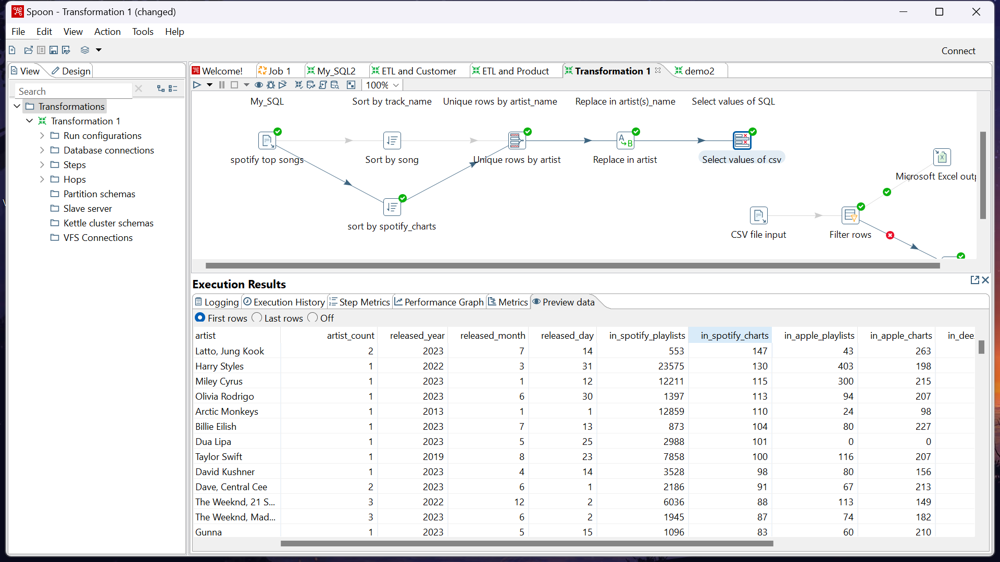 Spoon - Transformation 1 (changed)
File Edit View Action Tools Help
Connect
View Design
Welcome! Job 1 My_SQL2 ETL and Customer ETL and Product Transformation 1 demo2
100%
Search
Transformations
Transformation 1
Run configurations
Database connections
Steps
Hops
Partition schemas
Slave server
Kettle cluster schemas
VFS Connections
My_SQL Sort by track_name Unique rows by artist_name Replace in artist(s)_name Select values of SQL
spotify top songs Sort by song Unique rows by artist Replace in artist Select values of csv
Microsoft Excel outp
sort by spotify_charts
CSV file input Filter rows
Execution Results
Logging Execution History Step Metrics Performance Graph Metrics Preview data
First rows Last rows Off
artist artist_count released_year released_month released_day in_spotify_playlists in_spotify_charts in_apple_playlists in_apple_charts in_dee
Latto, Jung Kook 2 2023 7 14 553 147 43 263
Harry Styles 1 2022 3 31 23575 130 403 198
Miley Cyrus 1 2023 1 12 12211 115 300 215
Olivia Rodrigo 1 2023 6 30 1397 113 94 207
Arctic Monkeys 1 2013 1 1 12859 110 24 98
Billie Eilish 1 2023 7 13 873 104 80 227
Dua Lipa 1 2023 5 25 2988 101 0 0
Taylor Swift 1 2019 8 23 7858 100 116 207
David Kushner 1 2023 4 14 3528 98 80 156
Dave, Central Cee 2 2023 6 1 2186 91 67 213
The Weeknd, 21 S... 3 2022 12 2 6036 88 113 149
The Weeknd, Mad... 3 2023 6 2 1945 87 74 182
Gunna 1 2023 5 15 1096 83 60 210